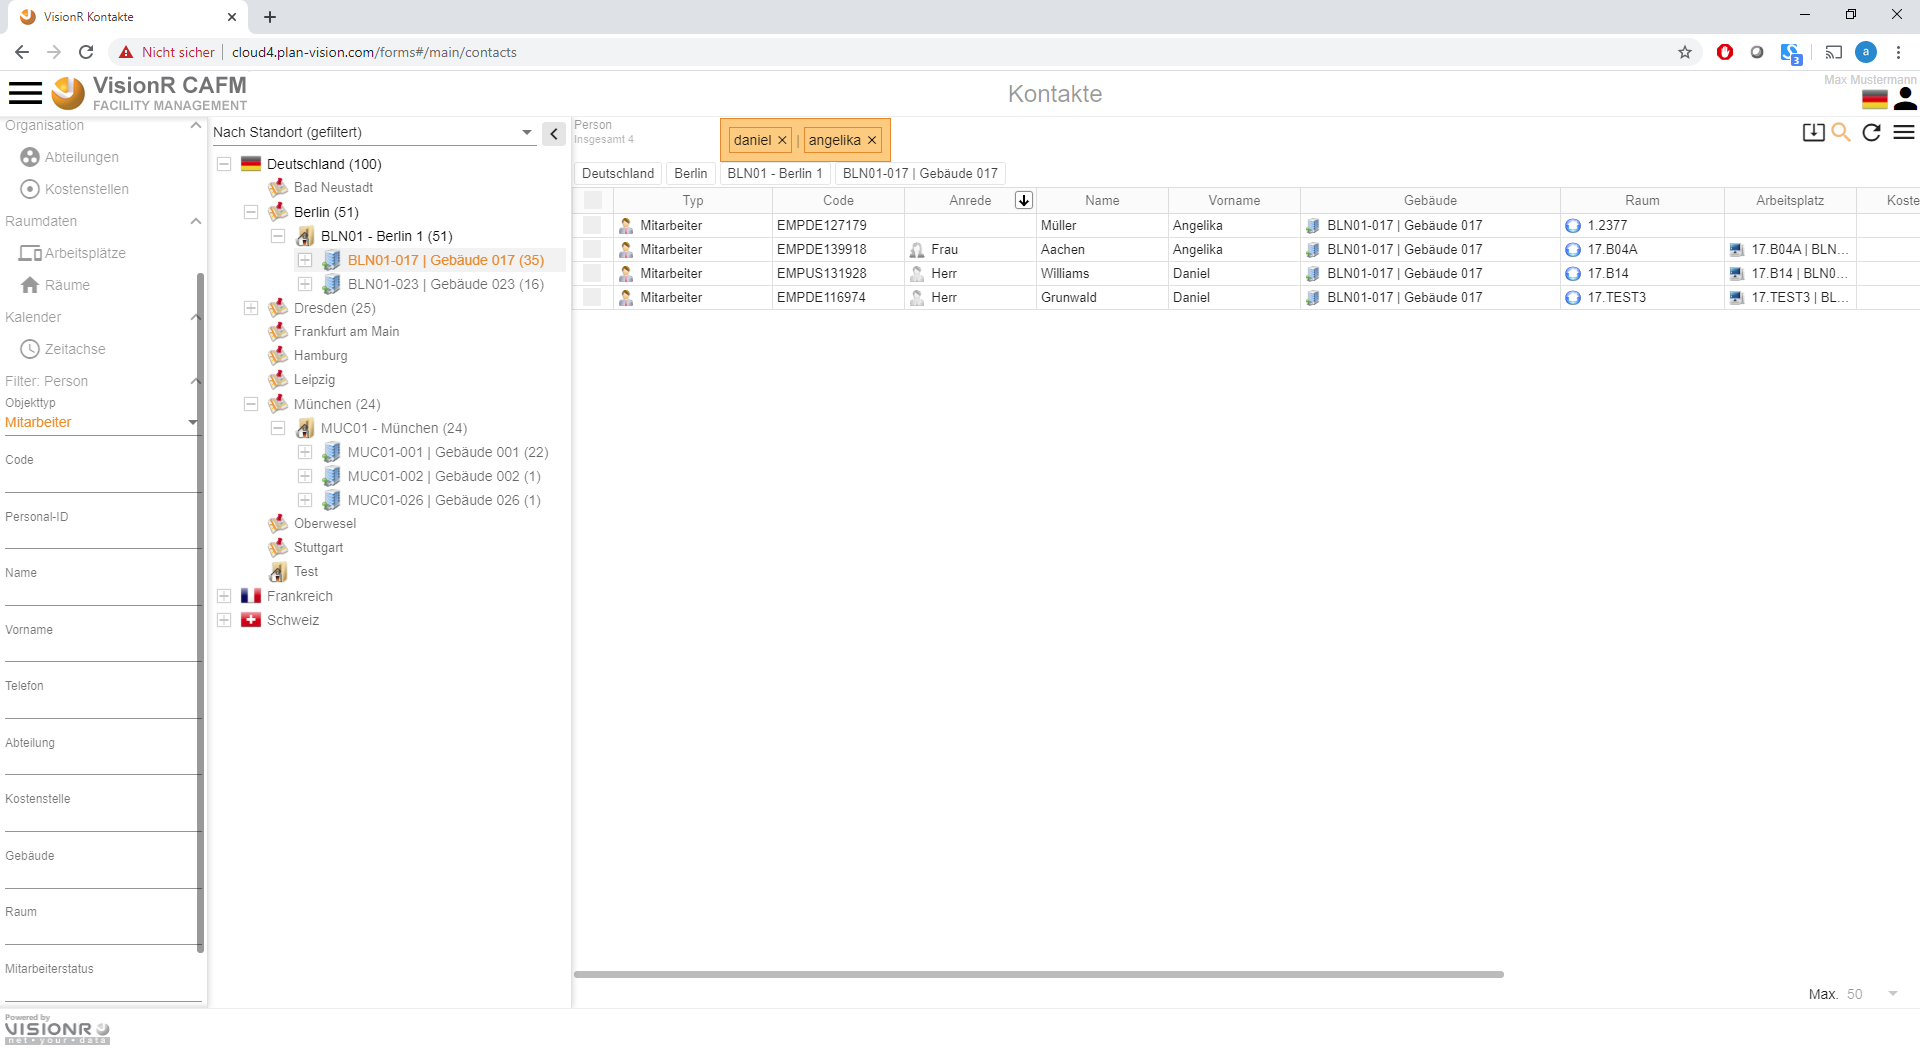 VisionR Kontakte
Nicht sicher
cloud4.plan-vision.com/forms#/main/contacts
3
a
VisionR CAFM
FACILITY MANAGEMENT
Kontakte
Max Mustermann
Organisation
Abteilungen
Kostenstellen
Raumdaten
Arbeitsplätze
Räume
Kalender
Zeitachse
Filter: Person
Objekttyp
Mitarbeiter
Code
Personal-ID
Name
Vorname
Telefon
Abteilung
Kostenstelle
Gebäude
Raum
Mitarbeiterstatus
Nach Standort (gefiltert)
Deutschland (100)
Bad Neustadt
Berlin (51)
BLN01 - Berlin 1 (51)
BLN01-017 | Gebäude 017 (35)
BLN01-023 | Gebäude 023 (16)
Dresden (25)
Frankfurt am Main
Hamburg
Leipzig
München (24)
MUC01 - München (24)
MUC01-001 | Gebäude 001 (22)
MUC01-002 | Gebäude 002 (1)
MUC01-026 | Gebäude 026 (1)
Oberwesel
Stuttgart
Test
Frankreich
Schweiz
Person
Insgesamt 4
daniel | angelika
Deutschland Berlin BLN01 - Berlin 1 BLN01-017 | Gebäude 017
Typ Code Anrede Name Vorname Gebäude Raum Arbeitsplatz Koste
Mitarbeiter EMPDE127179 Müller Angelika BLN01-017 | Gebäude 017 1.2377
Mitarbeiter EMPDE139918 Frau Aachen Angelika BLN01-017 | Gebäude 017 17.B04A 17.B04A | BLN...
Mitarbeiter EMPUS131928 Herr Williams Daniel BLN01-017 | Gebäude 017 17.B14 17.B14 | BLN0...
Mitarbeiter EMPDE116974 Herr Grunwald Daniel BLN01-017 | Gebäude 017 17.TEST3 17.TEST3 | BL...
Max. 50
Powered by
VISIONR
net • your • data